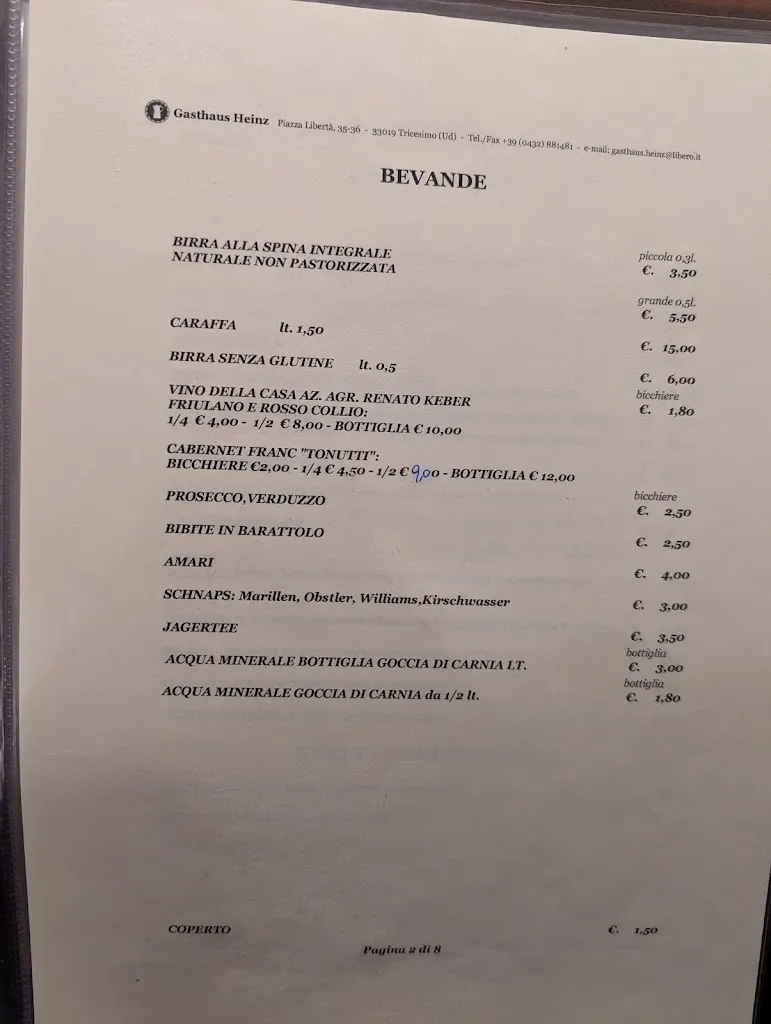 Gasthaus Heinz Piazza Libertà, 35-36 - 33019 Tricesimo (Ud) - Tel./Fax +39 (0432) 881481 - e-mail: gasthaus.heinz@libero.it
BEVANDE
BIRRA ALLA SPINA INTEGRALE
NATURALE NON PASTORIZZATA
piccola 0,3l.
€. 3,50
grande 0,5l.
€. 5,50
CARAFFA lt. 1,50 €. 15,00
BIRRA SENZA GLUTINE lt. 0,5 €. 6,00
VINO DELLA CASA AZ. AGR. RENATO KEBER bicchiere
FRIULANO E ROSSO COLLIO: €. 1,80
1/4 € 4,00 - 1/2 € 8,00 - BOTTIGLIA € 10,00
CABERNET FRANC "TONUTTI":
BICCHIERE €2,00 - 1/4 € 4,50 - 1/2 € 9,00 - BOTTIGLIA € 12,00
bicchiere
PROSECCO,VERDUZZO €. 2,50
BIBITE IN BARATTOLO €. 2,50
AMARI €. 4,00
SCHNAPS: Marillen, Obstler, Williams,Kirschwasser €. 3,00
JAGERTEE €. 3,50
bottiglia
ACQUA MINERALE BOTTIGLIA GOCCIA DI CARNIA LT. €. 3,00
bottiglia
ACQUA MINERALE GOCCIA DI CARNIA da 1/2 lt. €. 1,80
COPERTO €. 1,50
Pagina 2 di 8